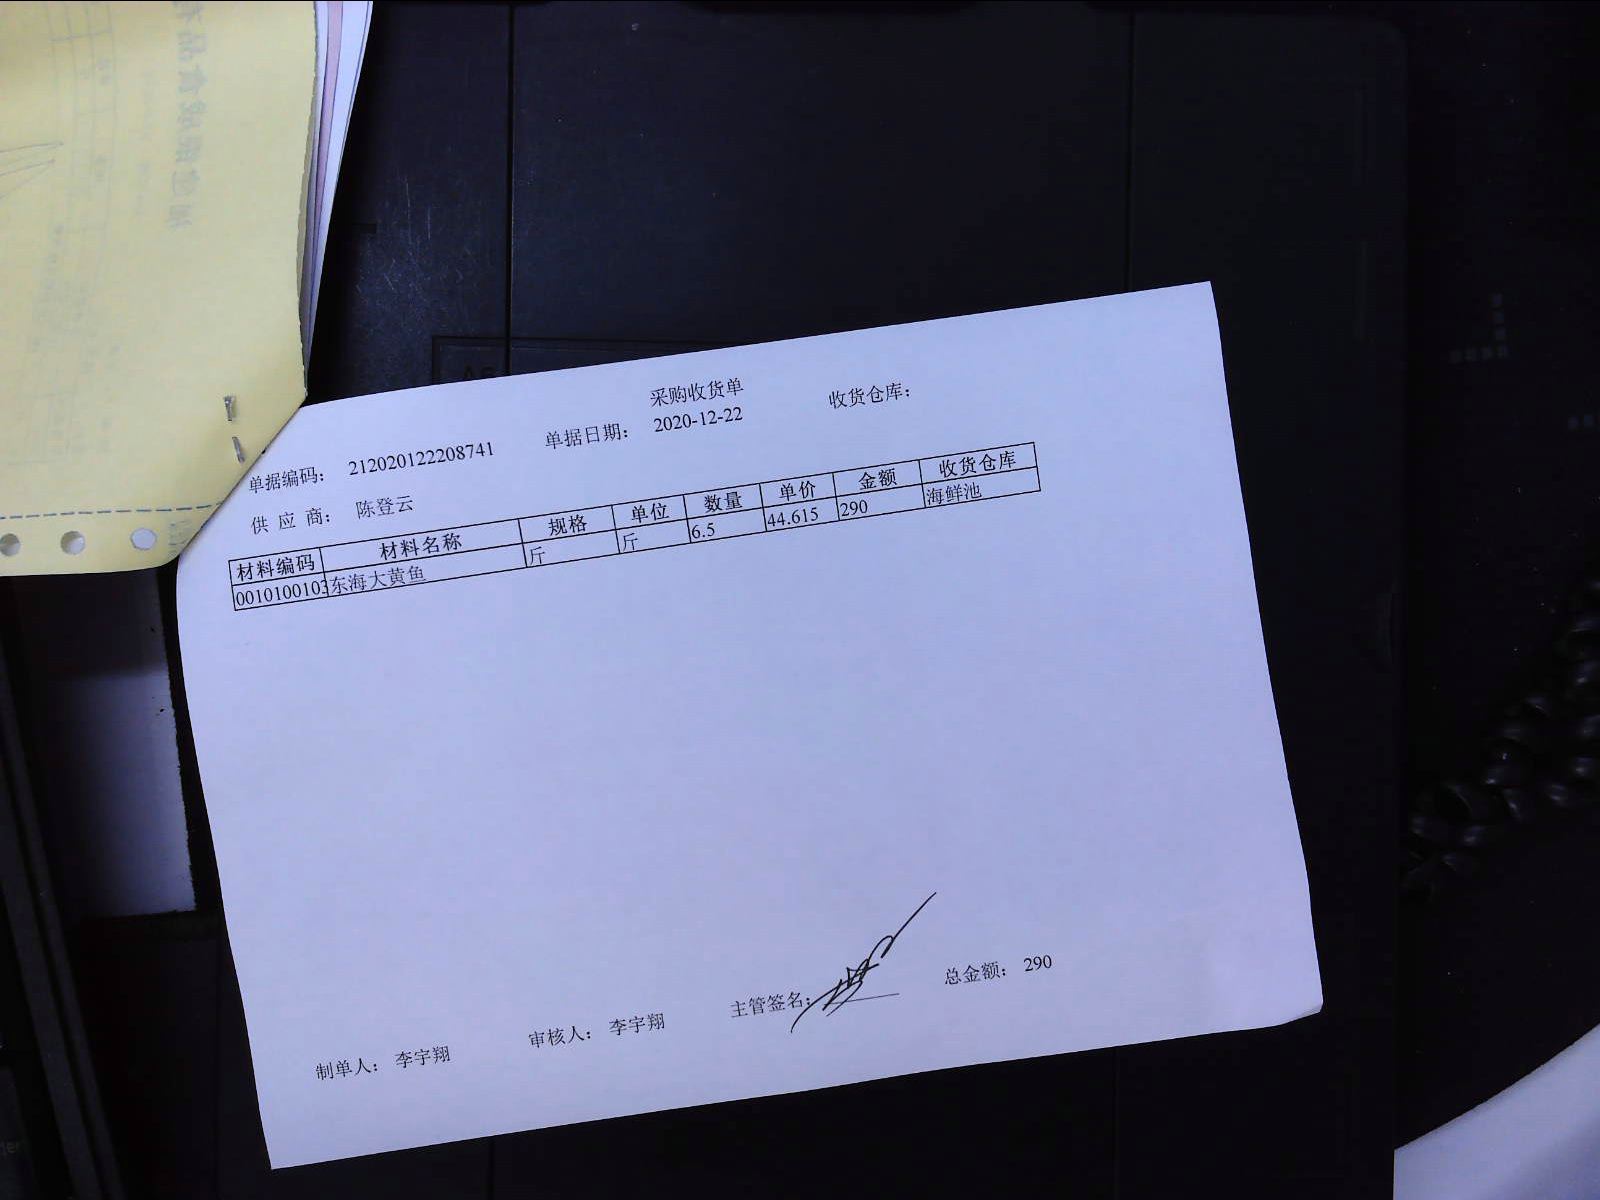 采购收货单
单据编码： 212020122208741 单据日期： 2020-12-22 收货仓库：
供 应 商： 陈登云
材料编码 材料名称 规格 单位 数量 单价 金额 收货仓库
0010100103 东海大黄鱼 斤 斤 6.5 44.615 290 海鲜池
制单人： 李宇翔 审核人： 李宇翔 主管签名： 总金额： 290